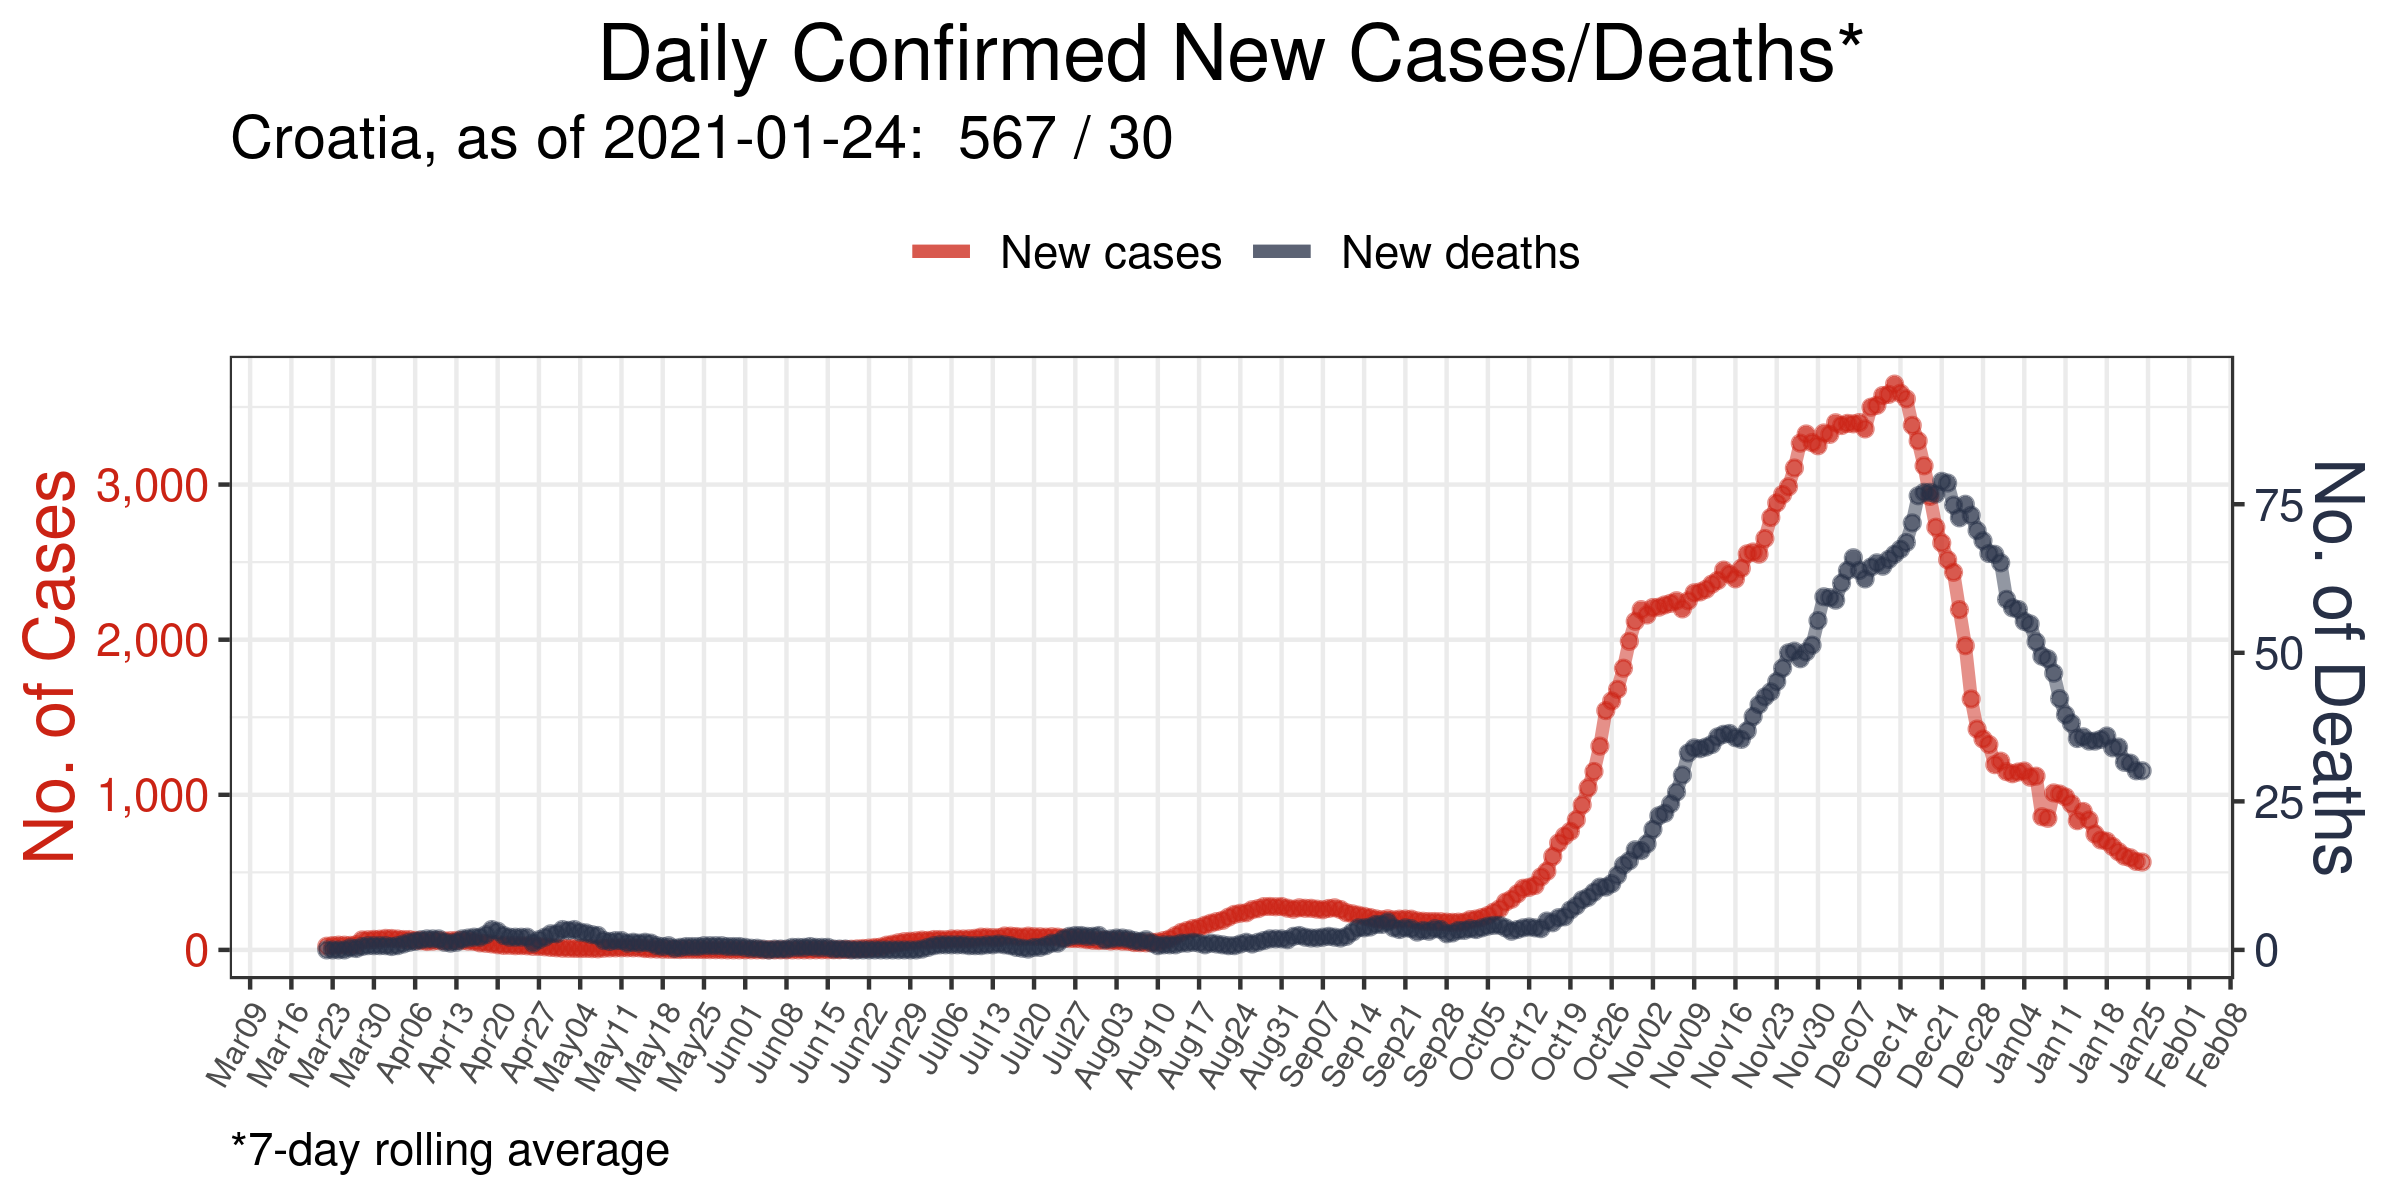 Daily Confirmed New Cases/Deaths*
Croatia, as of 2021-01-24:  567 / 30
New cases
New deaths
No. of Cases
3,000
2,000
1,000
0
No. of Deaths
75
50
25
0
Mar09
Mar16
Mar23
Mar30
Apr06
Apr13
Apr20
Apr27
May04
May11
May18
May25
Jun01
Jun08
Jun15
Jun22
Jun29
Jul06
Jul13
Jul20
Jul27
Aug03
Aug10
Aug17
Aug24
Aug31
Sep07
Sep14
Sep21
Sep28
Oct05
Oct12
Oct19
Oct26
Nov02
Nov09
Nov16
Nov23
Nov30
Dec07
Dec14
Dec21
Dec28
Jan04
Jan11
Jan18
Jan25
Feb01
Feb08
*7-day rolling average